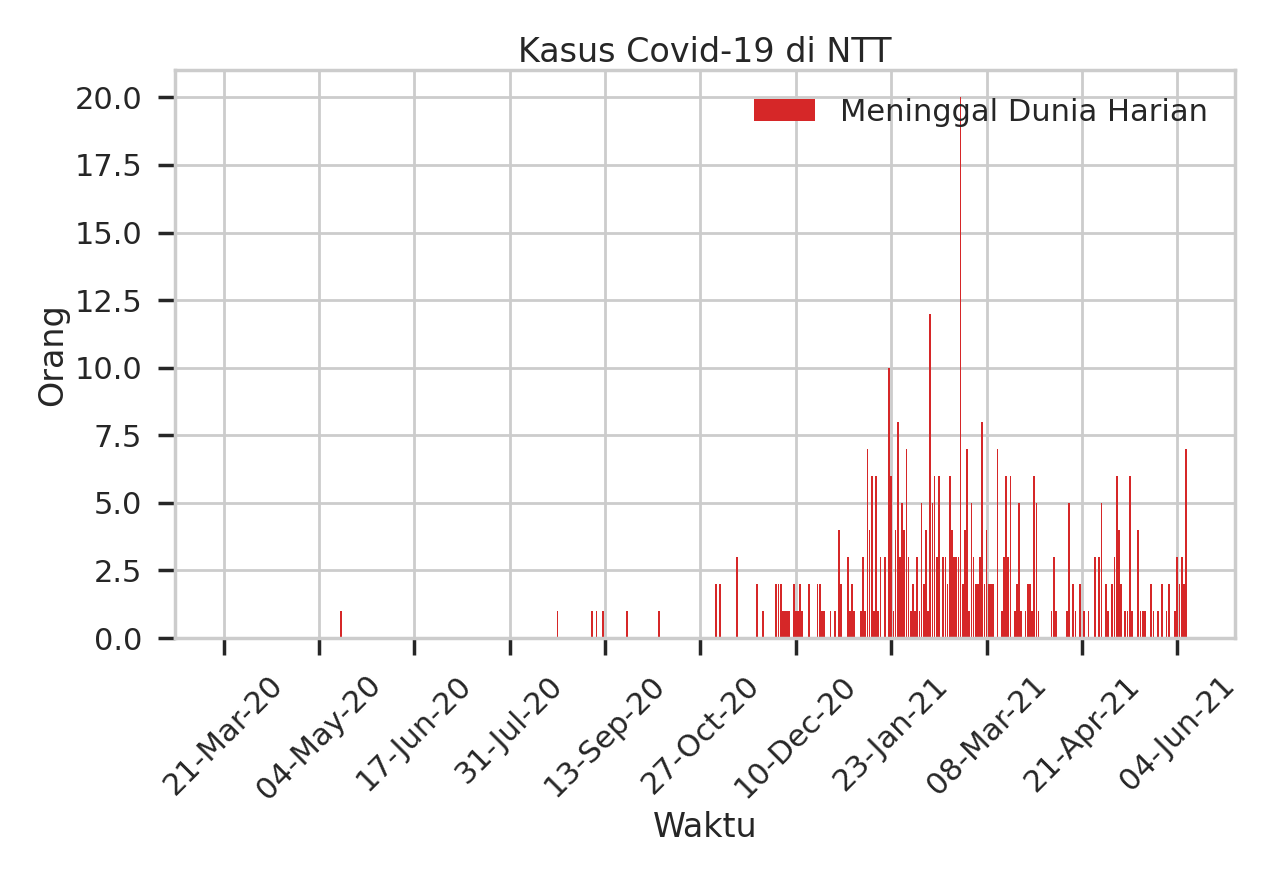 Kasus Covid-19 di NTT
Meninggal Dunia Harian
Orang
20.0
17.5
15.0
12.5
10.0
7.5
5.0
2.5
0.0
21-Mar-20
04-May-20
17-Jun-20
31-Jul-20
13-Sep-20
27-Oct-20
10-Dec-20
23-Jan-21
08-Mar-21
21-Apr-21
04-Jun-21
Waktu